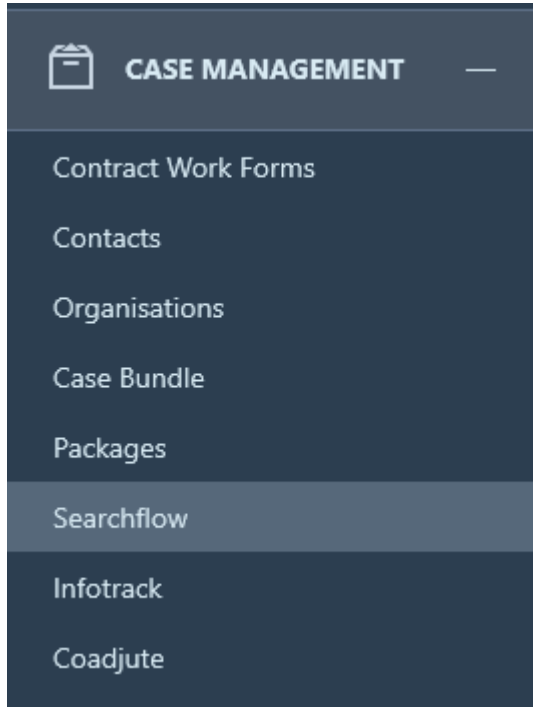 CASE MANAGEMENT —
Contract Work Forms
Contacts
Organisations
Case Bundle
Packages
Searchflow
Infotrack
Coadjute